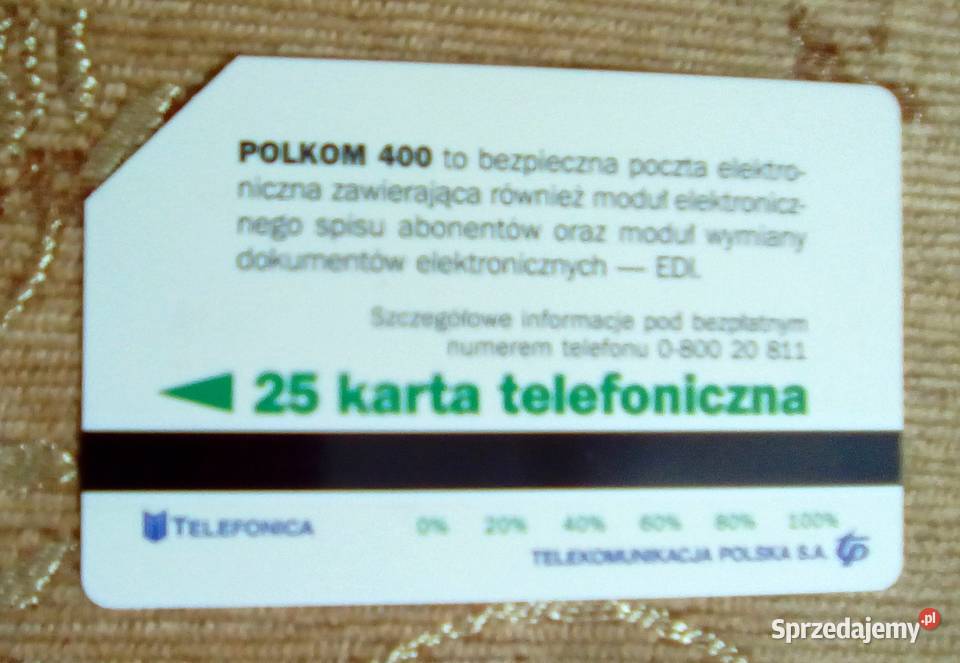 POLKOM 400 to bezpieczna poczta elektro-
niczna zawierająca również moduł elektronicz-
nego spisu abonentów oraz moduł wymiany
dokumentów elektronicznych — EDI.
Szczegółowe informacje pod bezpłatnym
numerem telefonu 0-800 20 811
25 karta telefoniczna
TELEFONICA
0% 20% 40% 60% 80% 100%
TELEKOMUNIKACJA POLSKA S.A. tp
Sprzedajemy.pl